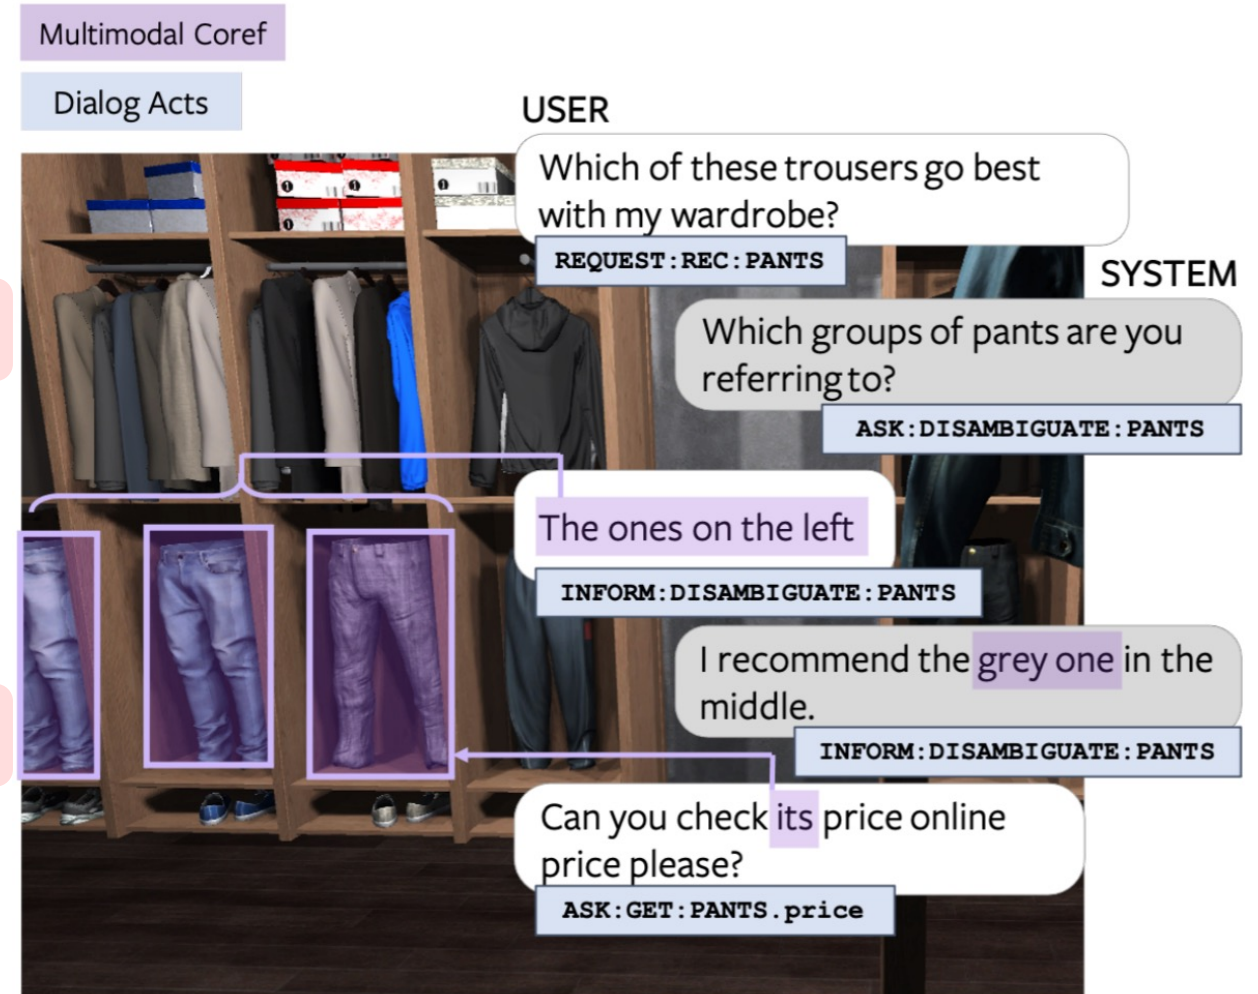 Multimodal Coref
Dialog Acts
USER
Which of these trousers go best
with my wardrobe?
REQUEST:REC:PANTS
SYSTEM
Which groups of pants are you
referring to?
ASK:DISAMBIGUATE:PANTS
The ones on the left
INFORM:DISAMBIGUATE:PANTS
I recommend the grey one in the
middle.
INFORM:DISAMBIGUATE:PANTS
Can you check its price online
price please?
ASK:GET:PANTS.price